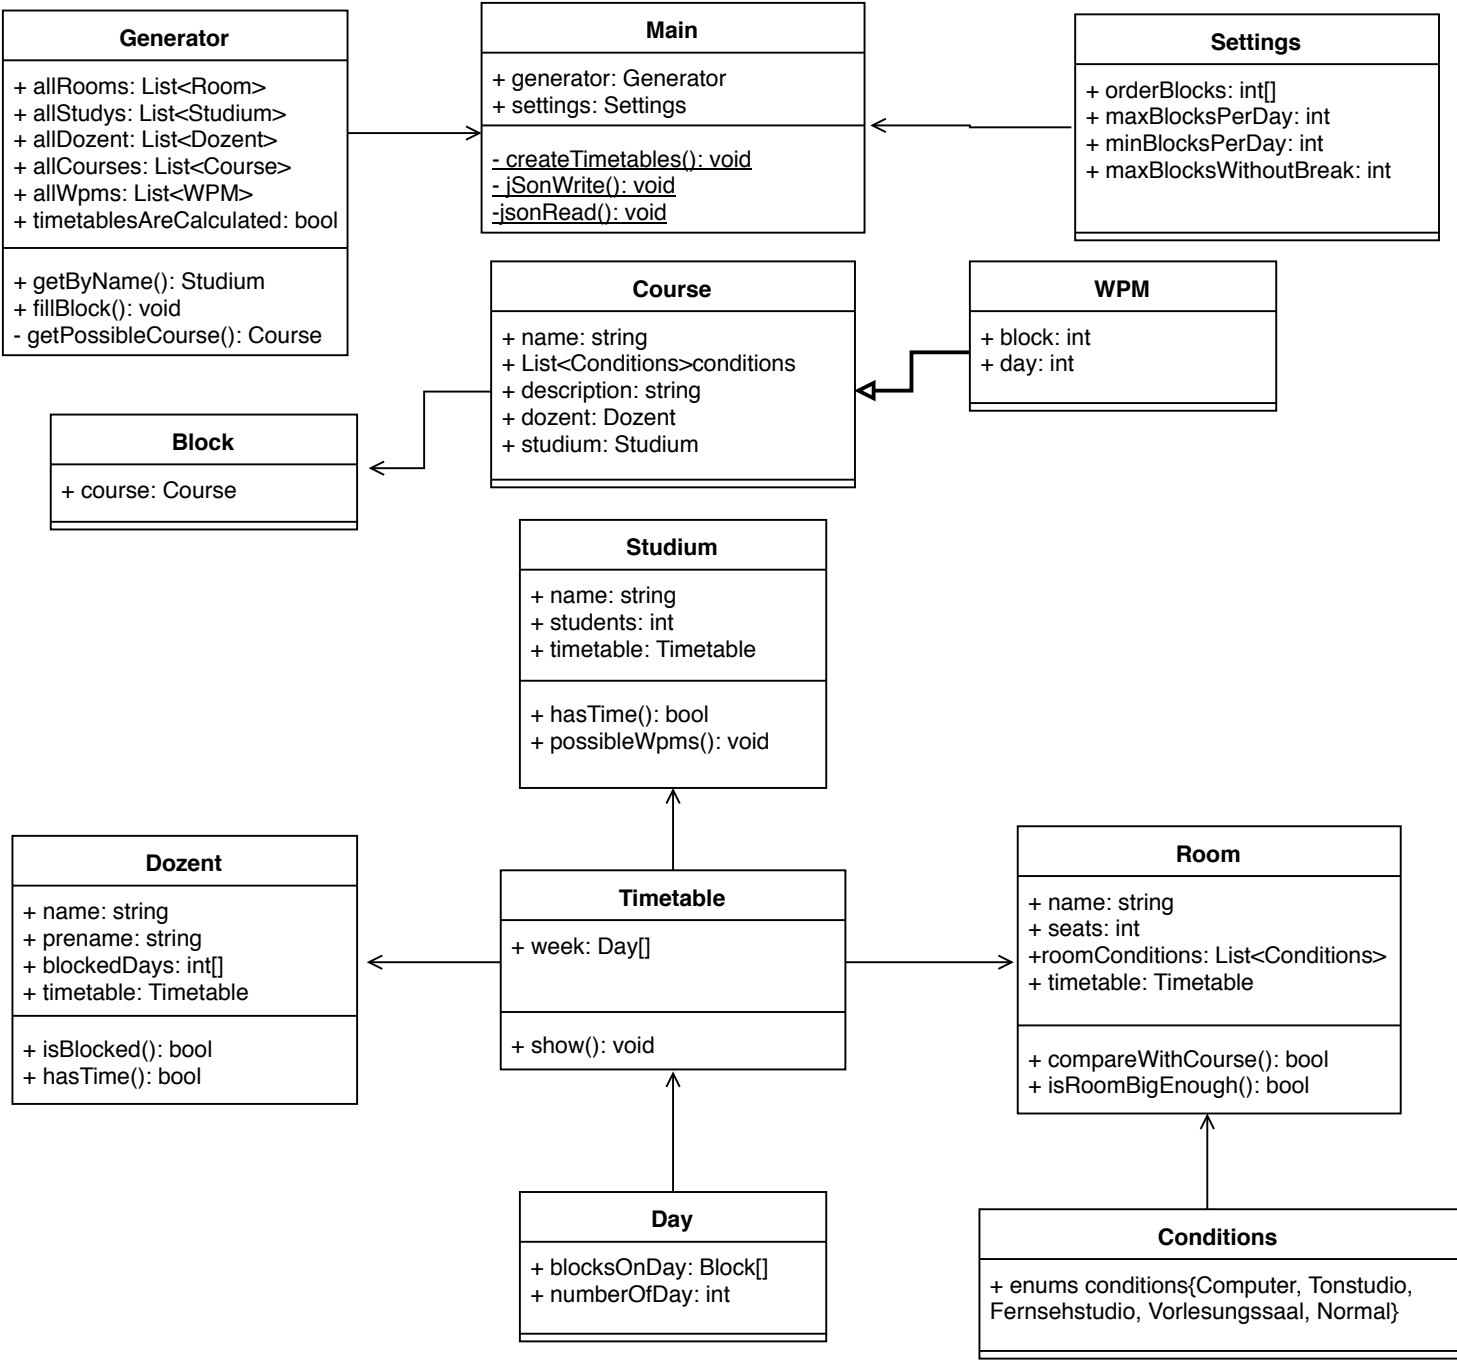 Generator
+ allRooms: List<Room>
+ allStudys: List<Studium>
+ allDozent: List<Dozent>
+ allCourses: List<Course>
+ allWpms: List<WPM>
+ timetablesAreCalculated: bool
+ getByName(): Studium
+ fillBlock(): void
- getPossibleCourse(): Course
Main
+ generator: Generator
+ settings: Settings
- createTimetables(): void
- jSonWrite(): void
-jsonRead(): void
Settings
+ orderBlocks: int[]
+ maxBlocksPerDay: int
+ minBlocksPerDay: int
+ maxBlocksWithoutBreak: int
Course
+ name: string
+ List<Conditions>conditions
+ description: string
+ dozent: Dozent
+ studium: Studium
WPM
+ block: int
+ day: int
Block
+ course: Course
Studium
+ name: string
+ students: int
+ timetable: Timetable
+ hasTime(): bool
+ possibleWpms(): void
Dozent
+ name: string
+ prename: string
+ blockedDays: int[]
+ timetable: Timetable
+ isBlocked(): bool
+ hasTime(): bool
Timetable
+ week: Day[]
+ show(): void
Room
+ name: string
+ seats: int
+roomConditions: List<Conditions>
+ timetable: Timetable
+ compareWithCourse(): bool
+ isRoomBigEnough(): bool
Day
+ blocksOnDay: Block[]
+ numberOfDay: int
Conditions
+ enums conditions{Computer, Tonstudio,
Fernsehstudio, Vorlesungssaal, Normal}